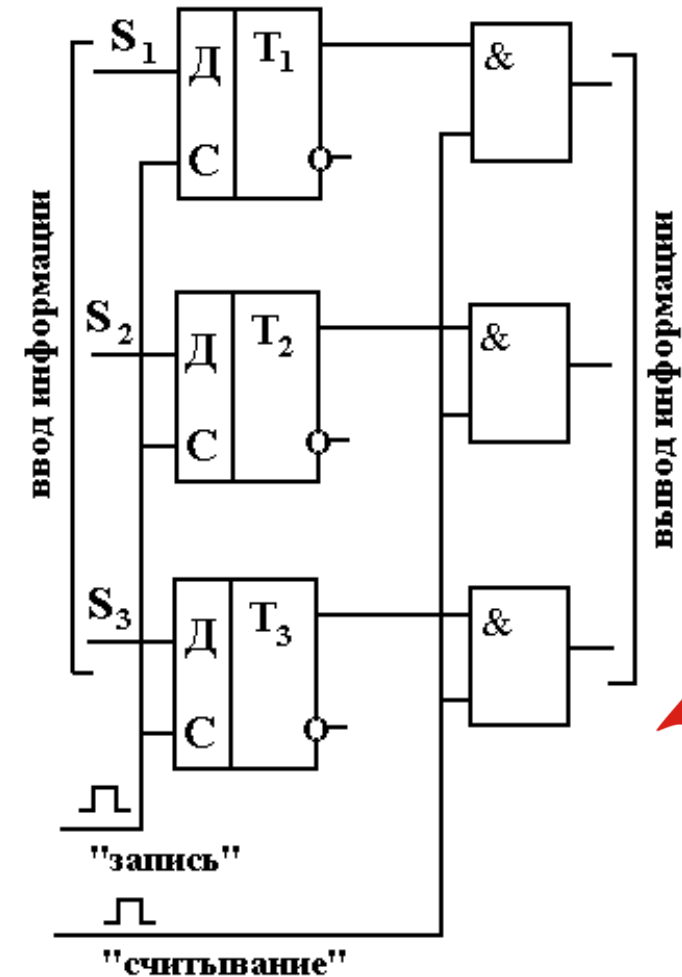 S1
Д
T1
С
&
ввод информации
S2
Д
T2
С
&
вывод информации
S3
Д
T3
С
&
"запись"
"считывание"